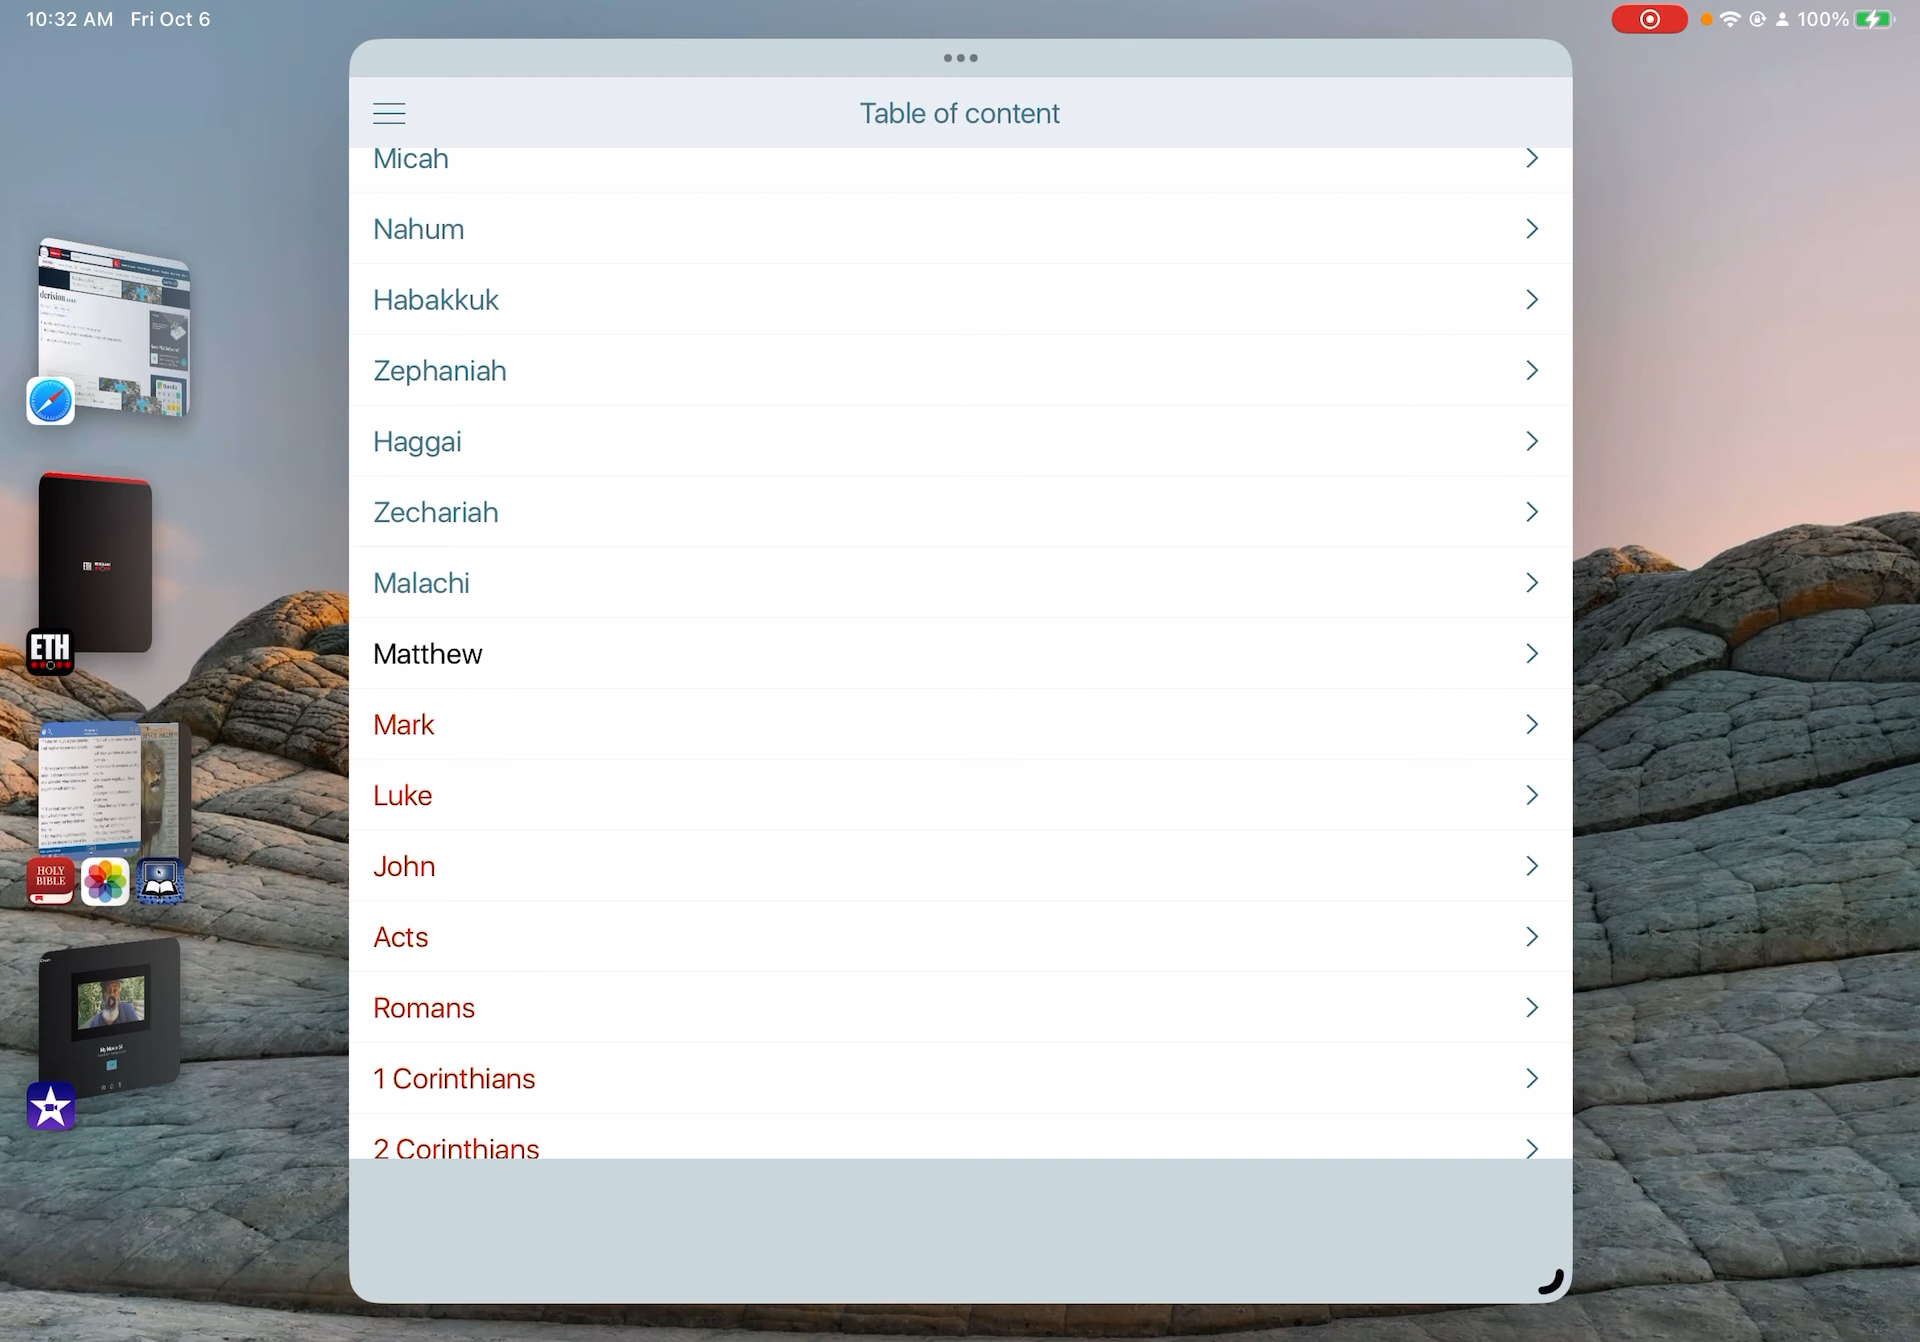 10:32 AM Fri Oct 6
100%
Table of content
Micah
Nahum
Habakkuk
Zephaniah
Haggai
Zechariah
Malachi
Matthew
Mark
Luke
John
Acts
Romans
1 Corinthians
2 Corinthians
derision
ETH
HOLY
BIBLE